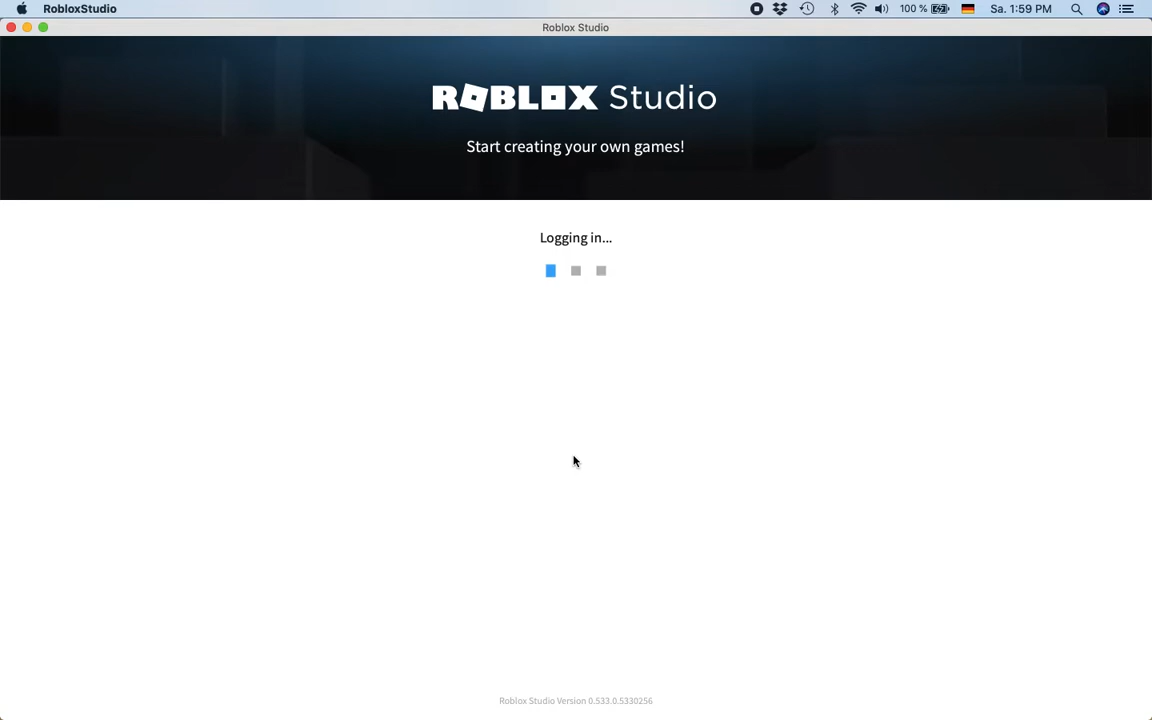 RobloxStudio 100 % Sa. 1:59 PM
Roblox Studio
ROBLOX Studio
Start creating your own games!
Logging in...
Roblox Studio Version 0.533.0.5330256